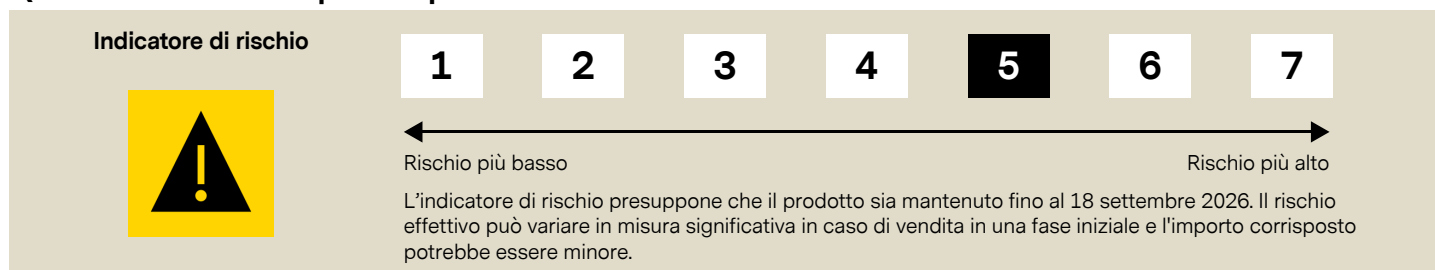 Indicatore di rischio
1 2 3 4 5 6 7
Rischio più basso
Rischio più alto
L'indicatore di rischio presuppone che il prodotto sia mantenuto fino al 18 settembre 2026. Il rischio
effettivo può variare in misura significativa in caso di vendita in una fase iniziale e l'importo corrisposto
potrebbe essere minore.